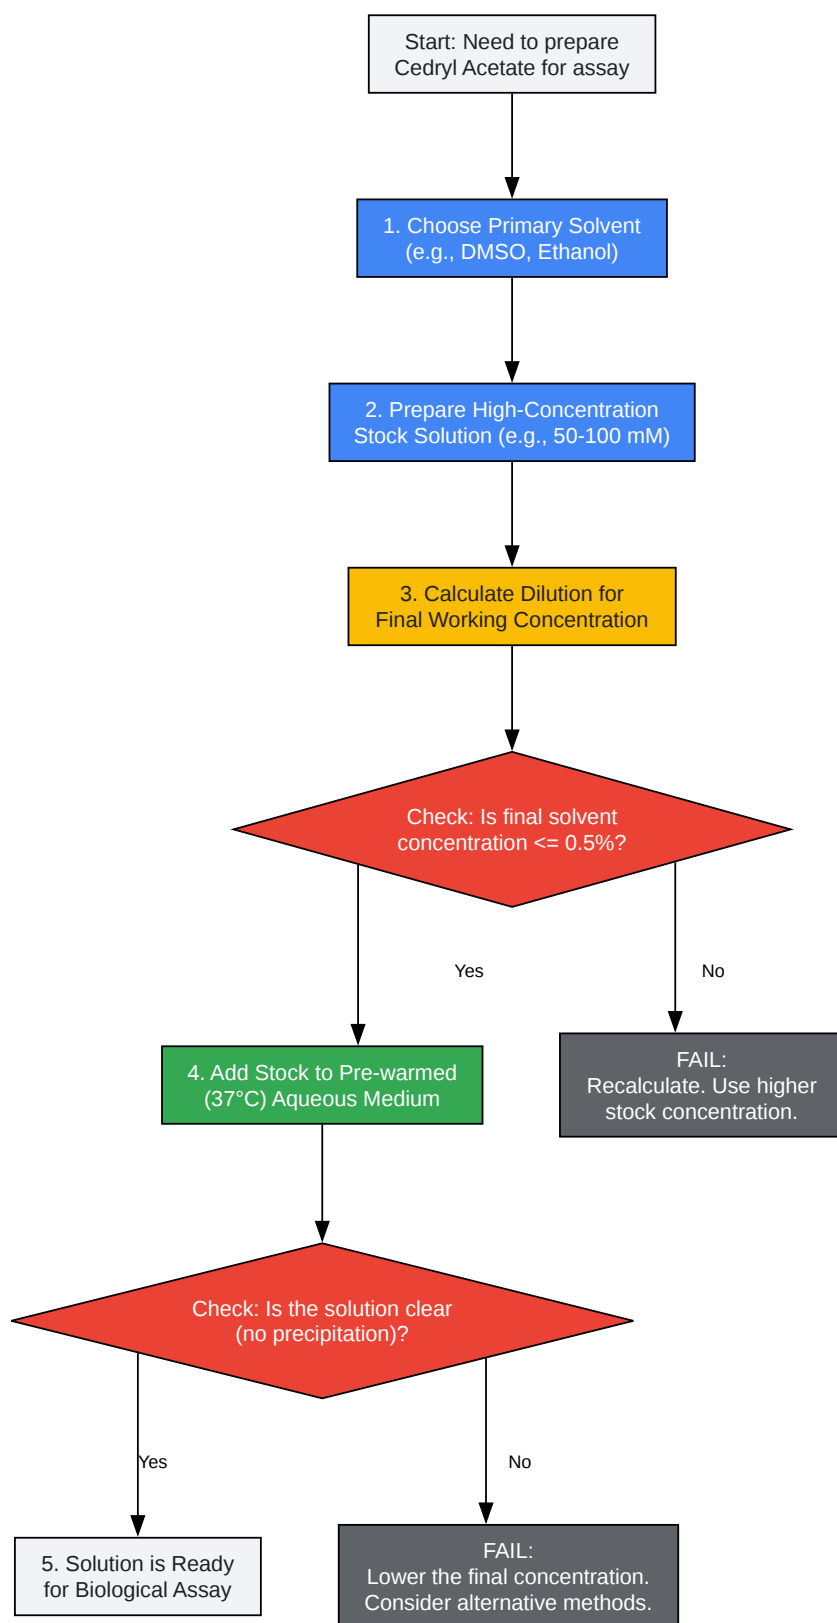 Start: Need to prepare
Cedryl Acetate for assay
1. Choose Primary Solvent
(e.g., DMSO, Ethanol)
2. Prepare High-Concentration
Stock Solution (e.g., 50-100 mM)
3. Calculate Dilution for
Final Working Concentration
Check: Is final solvent
concentration <= 0.5%?
Yes
No
4. Add Stock to Pre-warmed
(37°C) Aqueous Medium
FAIL:
Recalculate. Use higher
stock concentration.
Check: Is the solution clear
(no precipitation)?
Yes
No
5. Solution is Ready
for Biological Assay
FAIL:
Lower the final concentration.
Consider alternative methods.